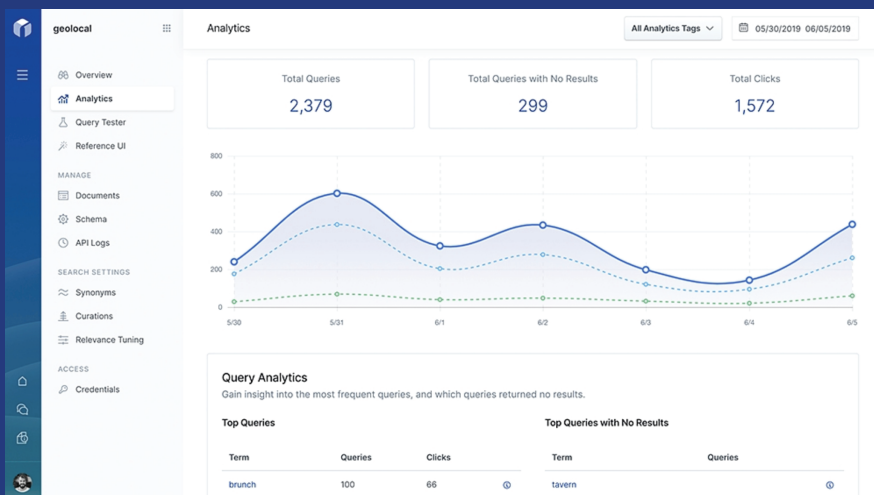 geolocal
Analytics
All Analytics Tags
05/30/2019 06/05/2019
Overview
Analytics
Query Tester
Reference UI
MANAGE
Documents
Schema
API Logs
SEARCH SETTINGS
Synonyms
Curations
Relevance Tuning
ACCESS
Credentials
Total Queries
2,379
Total Queries with No Results
299
Total Clicks
1,572
800
600
400
200
0
5/30 5/31 6/1 6/2 6/3 6/4 6/5
Query Analytics
Gain insight into the most frequent queries, and which queries returned no results.
Top Queries
Term Queries Clicks
brunch 100 66
Top Queries with No Results
Term Queries
tavern